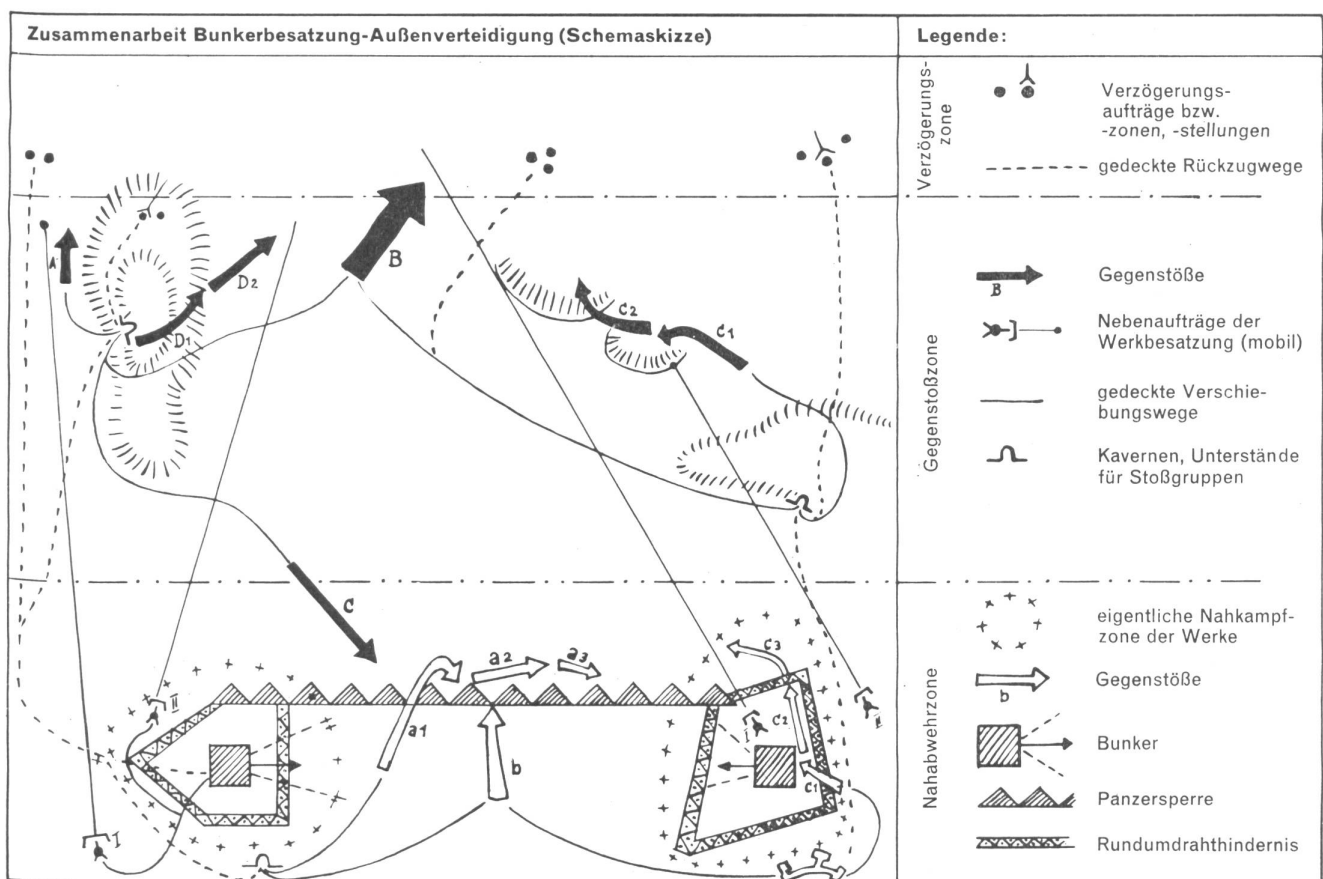 Zusammenarbeit Bunkerbesatzung-Außenverteidigung (Schemaskizze)
Legende:
Verzögerungs-
zone
Verzögerungs-
aufträge bzw.
-zonen, -stellungen
gedeckte Rückzugwege
Gegenstoßzone
B
Gegenstöße
Nebenaufträge der
Werkbesatzung (mobil)
gedeckte Verschie-
bungswege
Kavernen, Unterstände
für Stoßgruppen
Nahabwehrzone
eigentliche Nahkampf-
zone der Werke
b
Gegenstöße
Bunker
Panzersperre
Rundumdrahthindernis
A
D2
B
D1
C2
C1
C
a2
a3
c3
II
II
a1
I
c2
b
c1
I